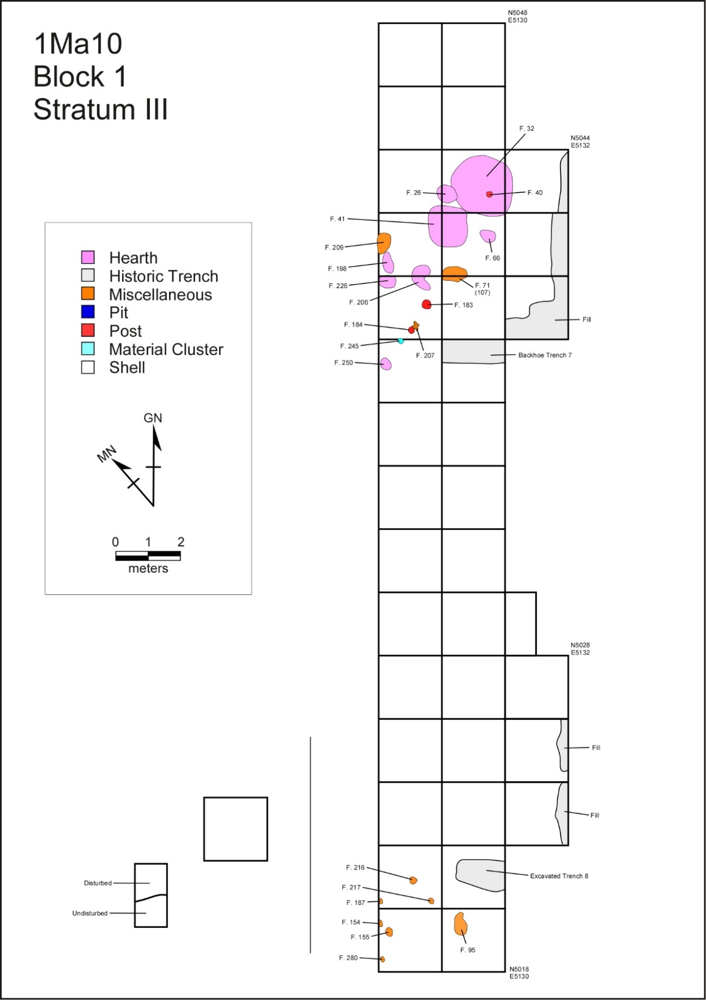 1Ma10
Block 1
Stratum III
N5048
E5130
F. 32
N5044
E5132
F. 26
F. 40
F. 41
F. 209
F. 66
F. 198
F. 226
F. 71
(107)
F. 206
F. 183
F. 184
Fill
F. 245
F. 207
Backhoe Trench 7
F. 250
Hearth
Historic Trench
Miscellaneous
Pit
Post
Material Cluster
Shell
GN
MN
0 1 2
meters
N5028
E5132
Fill
Fill
F. 216
Excavated Trench 8
Disturbed
F. 217
F. 187
Undisturbed
F. 154
F. 155
F. 95
F. 280
N5018
E5130